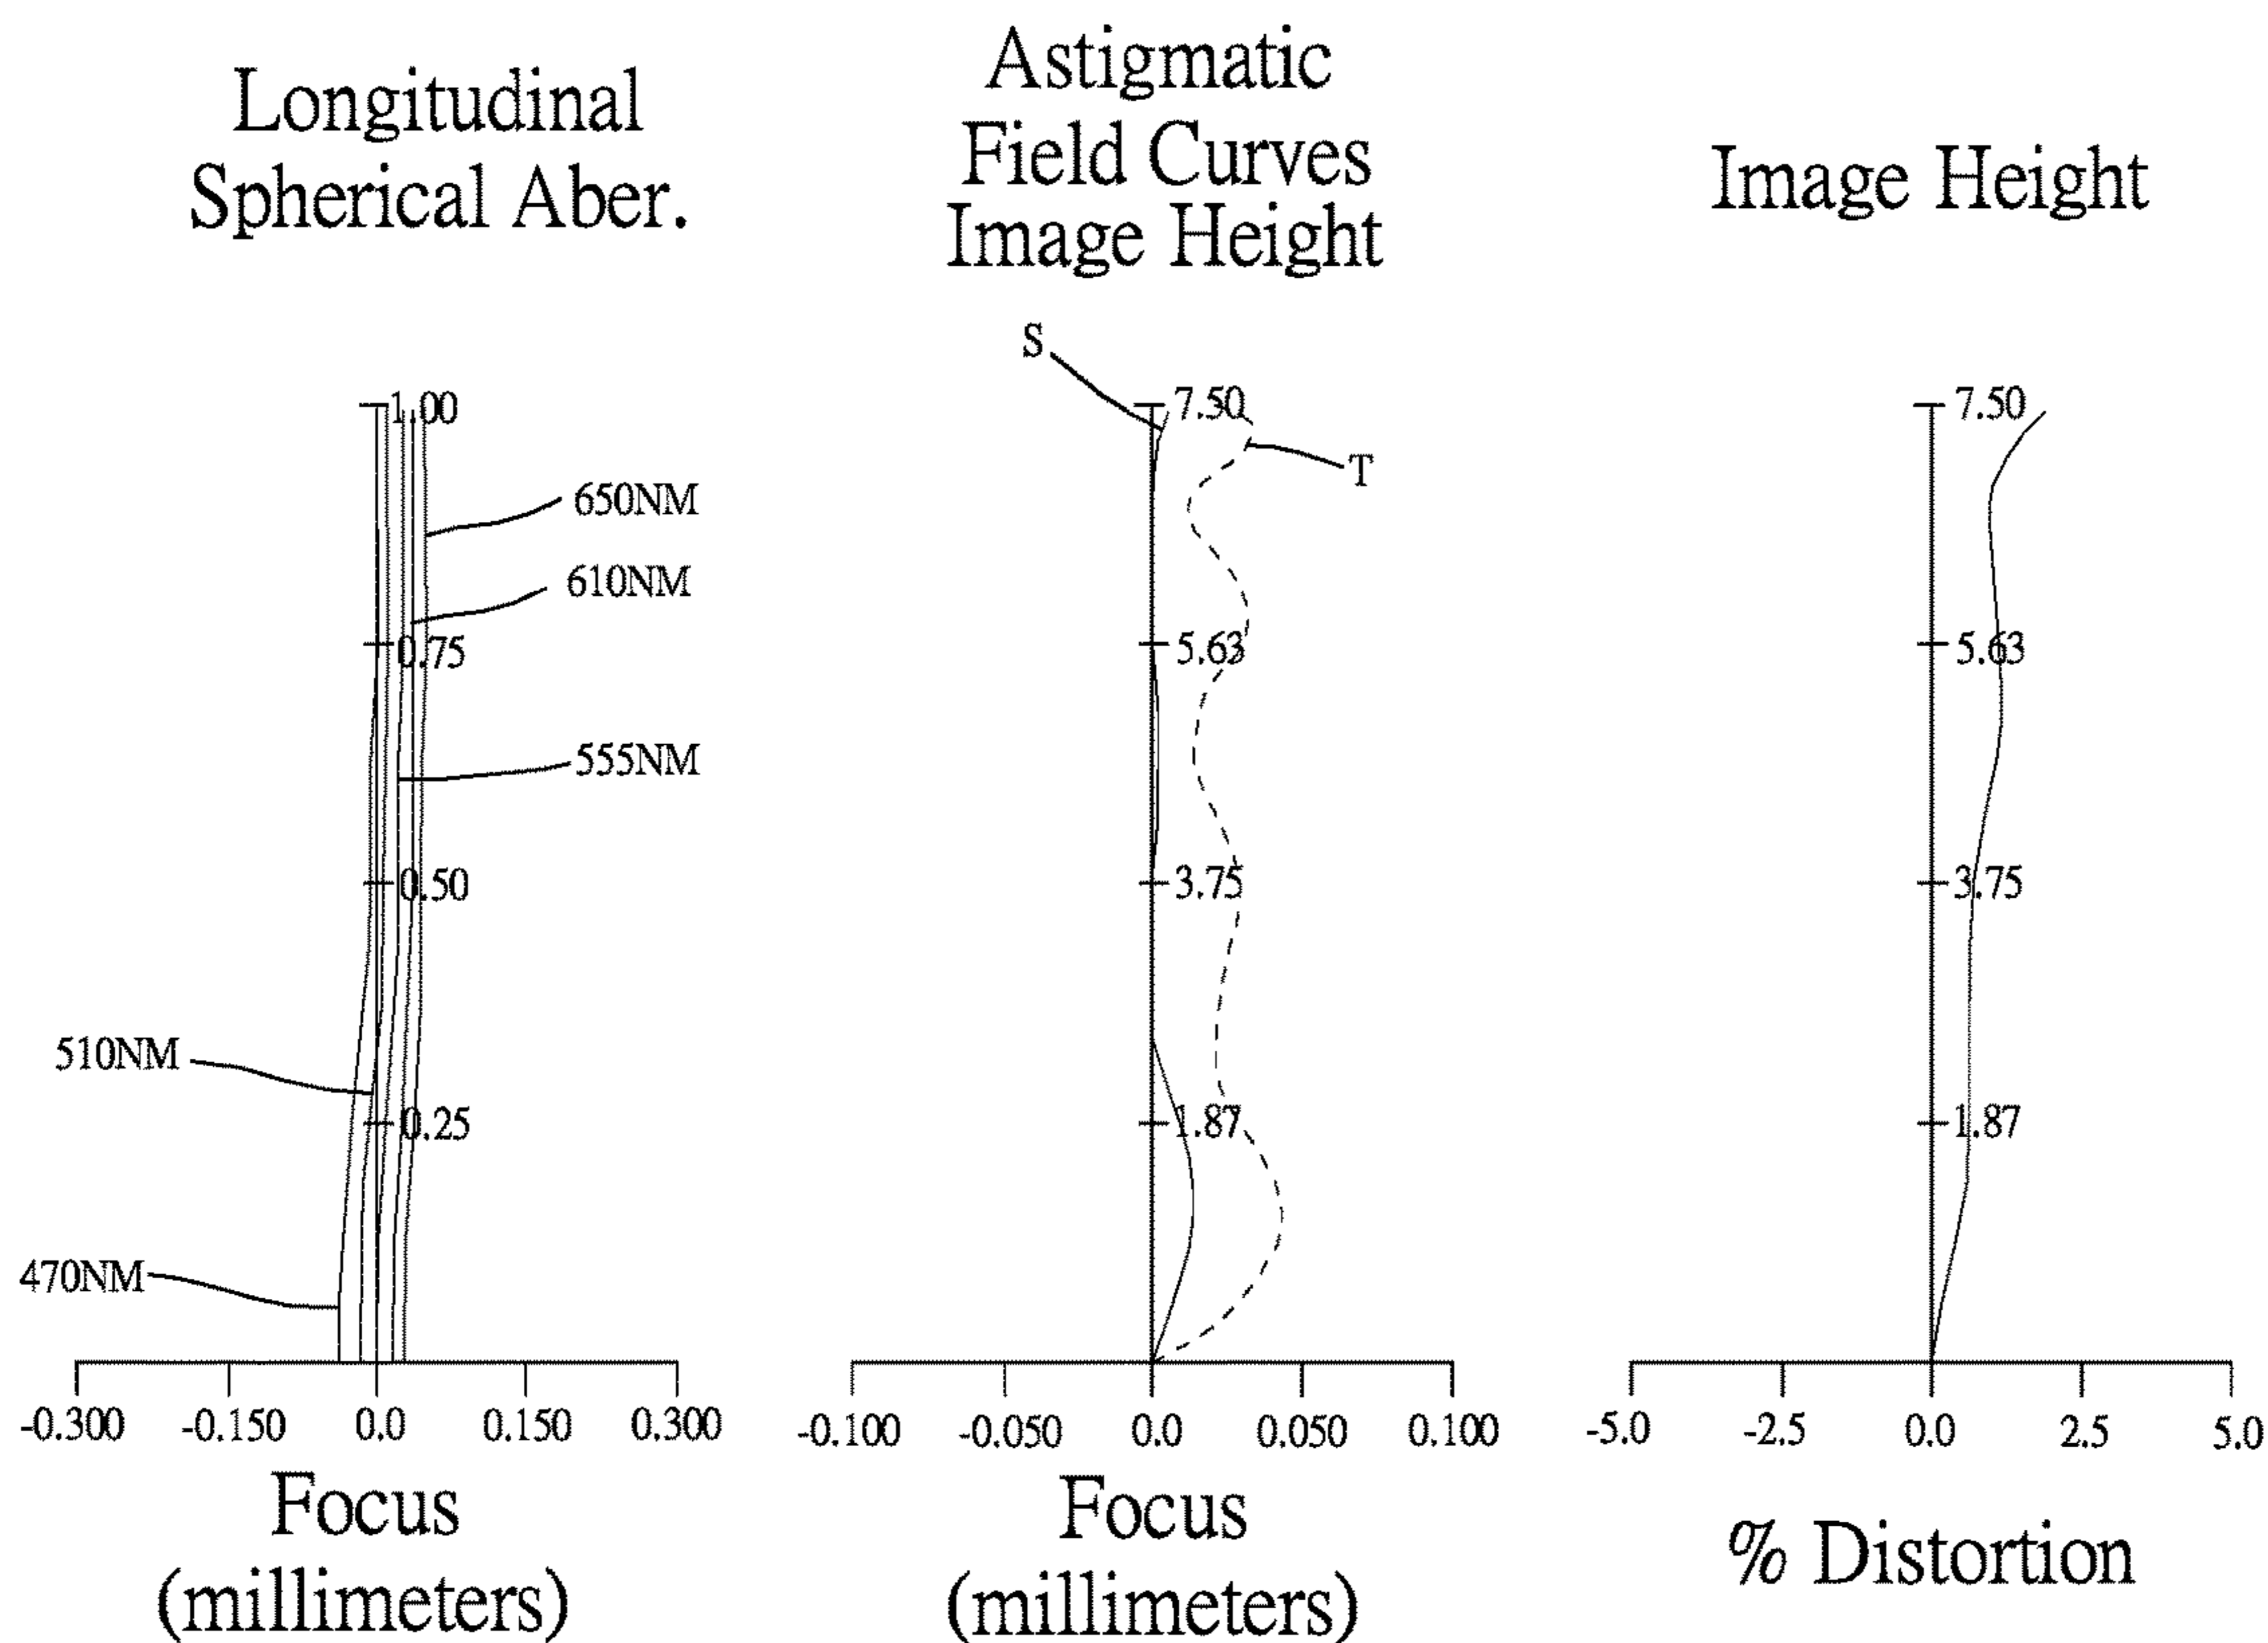 Longitudinal
Spherical Aber.
1.00
650NM
610NM
0.75
555NM
0.50
510NM
0.25
470NM
-0.300 -0.150 0.0 0.150 0.300
Focus
(millimeters)
Astigmatic
Field Curves
Image Height
S
7.50
T
5.63
3.75
1.87
-0.100 -0.050 0.0 0.050 0.100
Focus
(millimeters)
Image Height
7.50
5.63
3.75
1.87
-5.0 -2.5 0.0 2.5 5.0
% Distortion